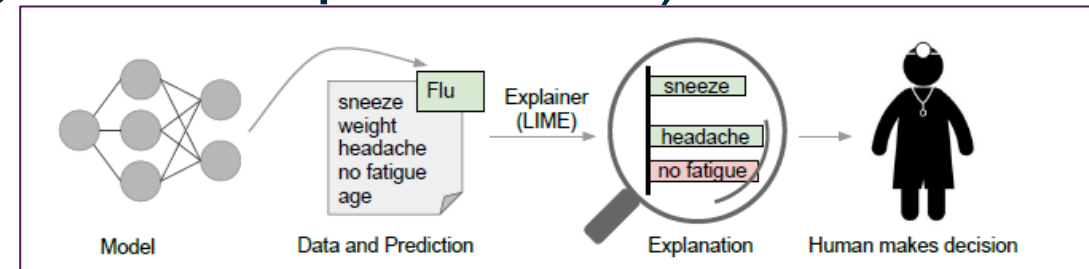 Flu
sneeze
weight
headache
no fatigue
age
Explainer
(LIME)
sneeze
headache
no fatigue
Model
Data and Prediction
Explanation
Human makes decision